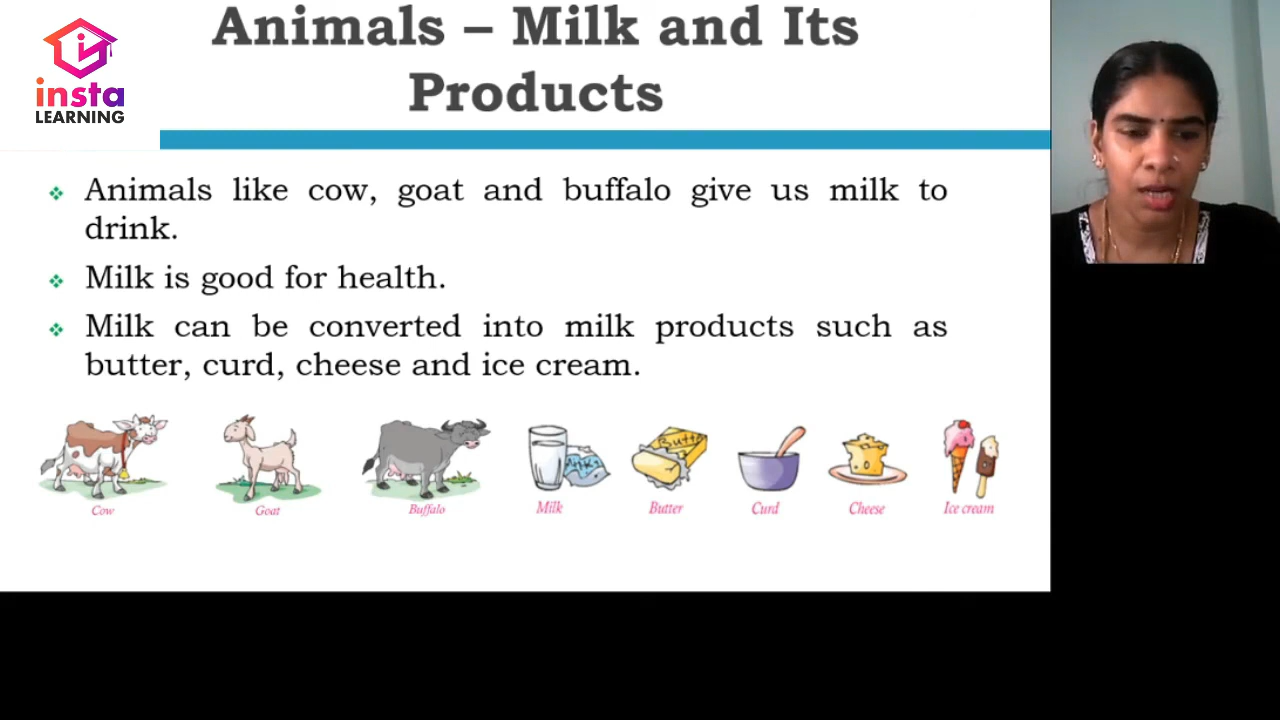 Animals – Milk and Its
Products
insta
LEARNING
Animals like cow, goat and buffalo give us milk to
drink.
Milk is good for health.
Milk can be converted into milk products such as
butter, curd, cheese and ice cream.
Butte
Milk
Cow
Goat
Buffalo
Milk
Butter
Curd
Cheese
Ice cream